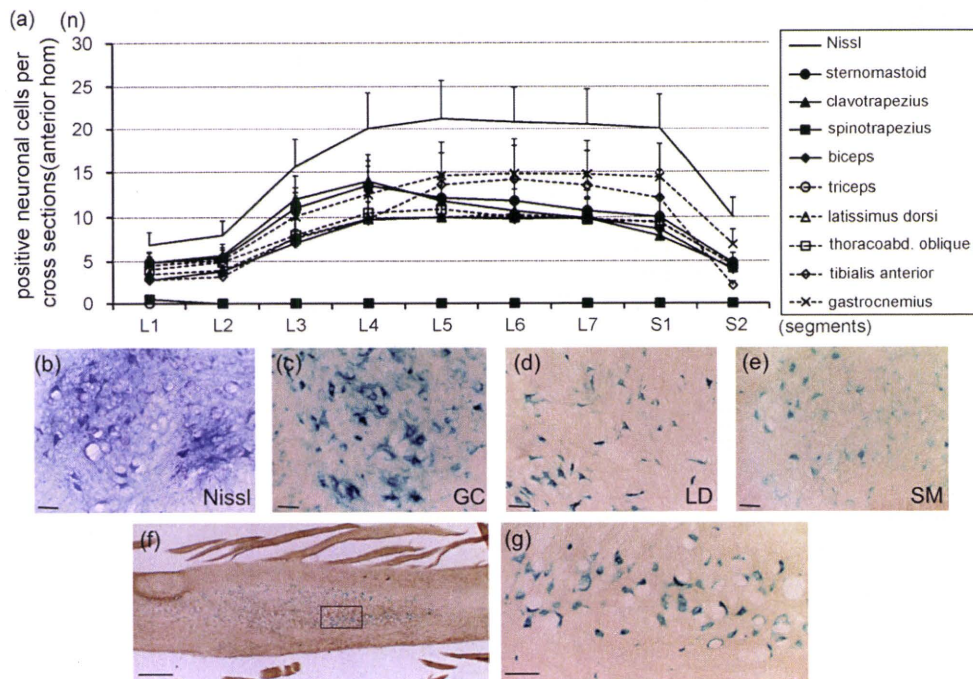 (a)
(n)
positive neuronal cells per
cross sections(anterior horn)
30
25
20
15
10
5
0
L1 L2 L3 L4 L5 L6 L7 S1 S2 (segments)
Nissl
sternomastoid
clavotrapezius
spinotrapezius
biceps
triceps
latissimus dorsi
thoracoabd. oblique
tibialis anterior
gastrocnemius
(b)
Nissl
(c)
GC
(d)
LD
(e)
SM
(f)
(g)